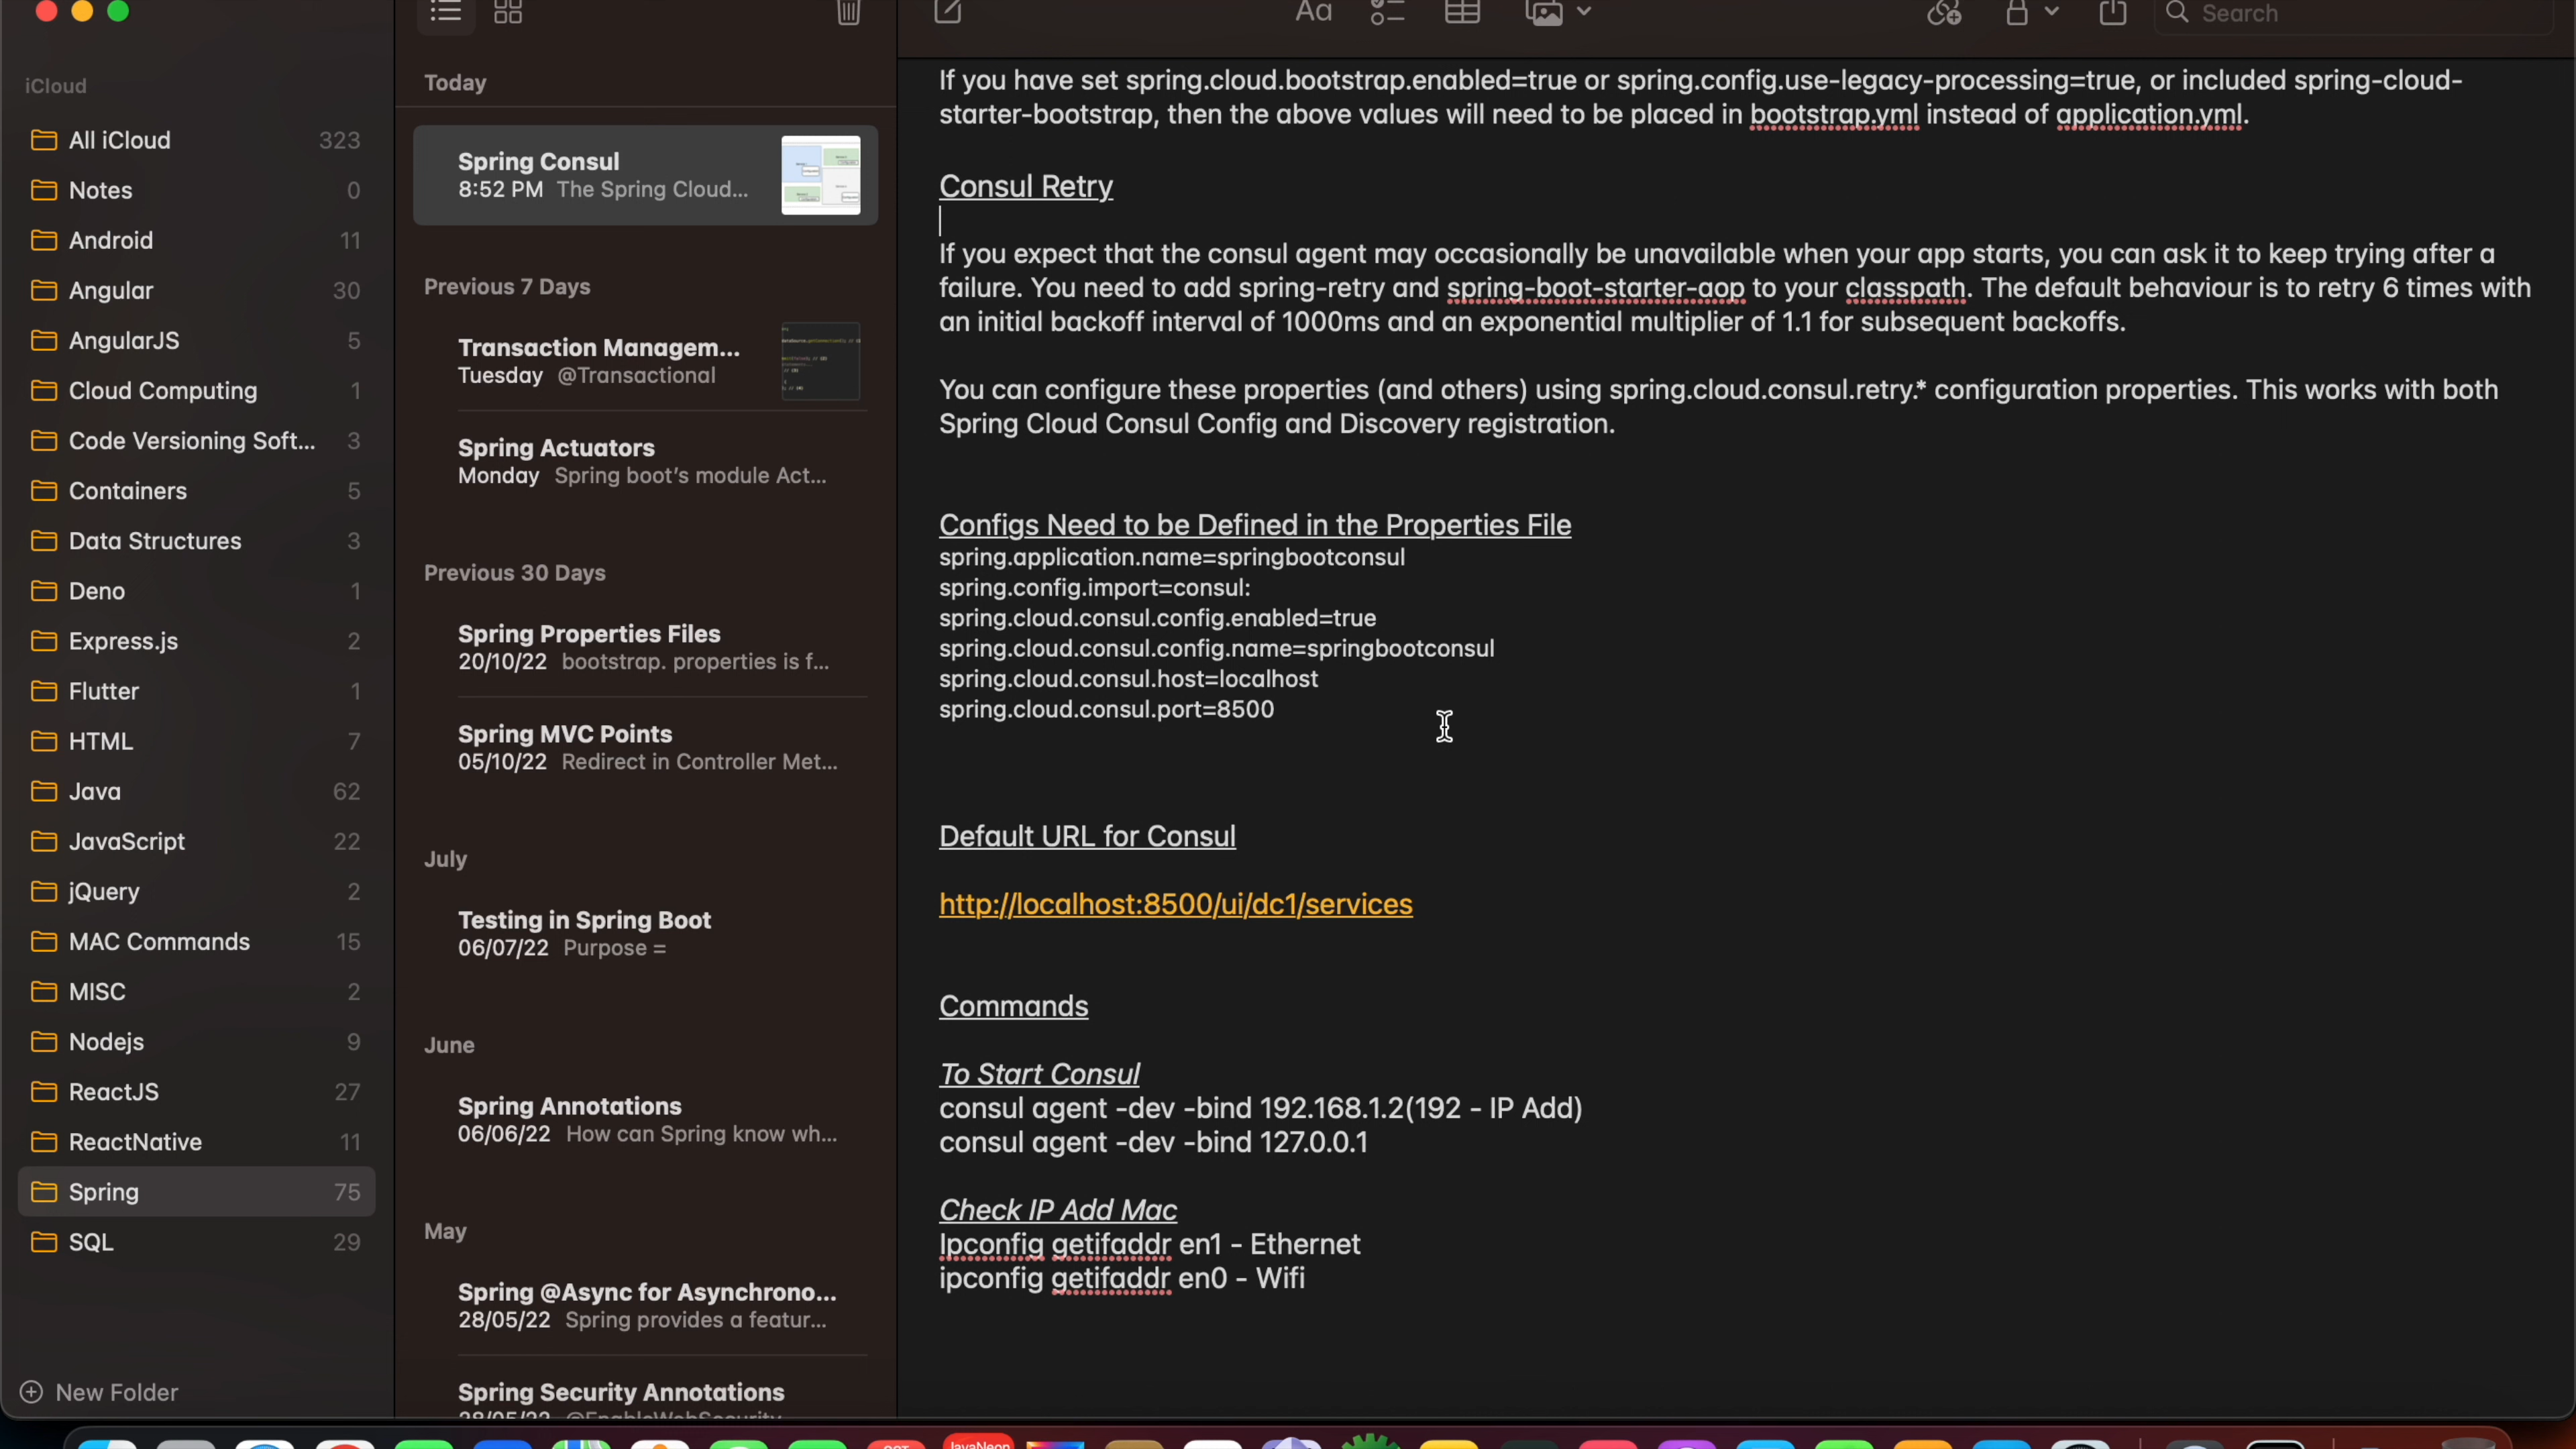 Search
iCloud
All iCloud 323
Notes 0
Android 11
Angular 30
AngularJS 5
Cloud Computing 1
Code Versioning Soft... 3
Containers 5
Data Structures 3
Deno 1
Express.js 2
Flutter 1
HTML 7
Java 62
JavaScript 22
jQuery 2
MAC Commands 15
MISC 2
Nodejs 9
ReactJS 27
ReactNative 11
Spring 75
SQL 29
New Folder
Today
Spring Consul
8:52 PM The Spring Cloud...
Previous 7 Days
Transaction Managem...
Tuesday @Transactional
Spring Actuators
Monday Spring boot's module Act...
Previous 30 Days
Spring Properties Files
20/10/22 bootstrap. properties is f...
Spring MVC Points
05/10/22 Redirect in Controller Met...
July
Testing in Spring Boot
06/07/22 Purpose =
June
Spring Annotations
06/06/22 How can Spring know wh...
May
Spring @Async for Asynchrono...
28/05/22 Spring provides a featur...
Spring Security Annotations
28/05/22 @EnableWebSecurity
Aa
If you have set spring.cloud.bootstrap.enabled=true or spring.config.use-legacy-processing=true, or included spring-cloud-
starter-bootstrap, then the above values will need to be placed in bootstrap.yml instead of application.yml.
Consul Retry
If you expect that the consul agent may occasionally be unavailable when your app starts, you can ask it to keep trying after a
failure. You need to add spring-retry and spring-boot-starter-aop to your classpath. The default behaviour is to retry 6 times with
an initial backoff interval of 1000ms and an exponential multiplier of 1.1 for subsequent backoffs.
You can configure these properties (and others) using spring.cloud.consul.retry.* configuration properties. This works with both
Spring Cloud Consul Config and Discovery registration.
Configs Need to be Defined in the Properties File
spring.application.name=springbootconsul
spring.config.import=consul:
spring.cloud.consul.config.enabled=true
spring.cloud.consul.config.name=springbootconsul
spring.cloud.consul.host=localhost
spring.cloud.consul.port=8500
Default URL for Consul
http://localhost:8500/ui/dc1/services
Commands
To Start Consul
consul agent -dev -bind 192.168.1.2(192 - IP Add)
consul agent -dev -bind 127.0.0.1
Check IP Add Mac
Ipconfig getifaddr en1 - Ethernet
ipconfig getifaddr en0 - Wifi
OCT
JavaNeon